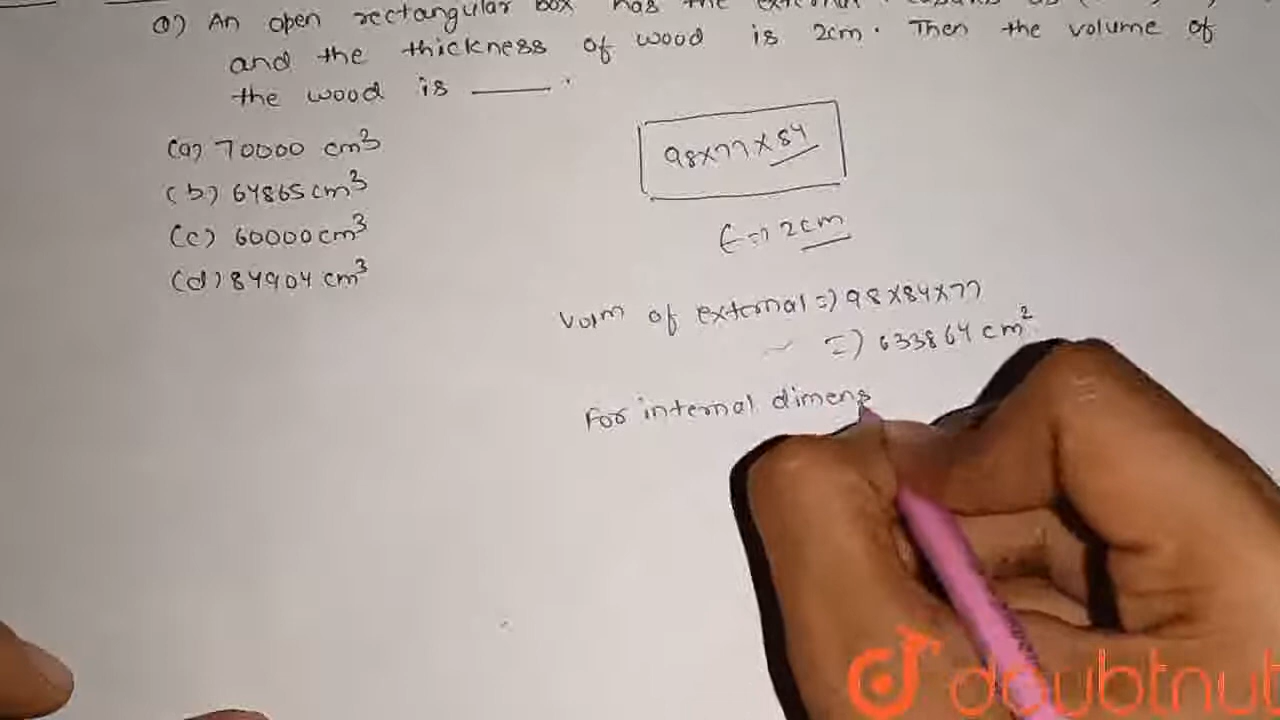 Q) An open rectangular box has the external
and the thickness of wood is 2cm. Then the volume of
the wood is ____.
(a) 70000 cm³
(b) 64865 cm³
(c) 60000 cm³
(d) 84904 cm³
98×77×84
t=) 2cm
Volm of external =) 98×84×77
=) 633864 cm²
For internal dimens
doubtnut